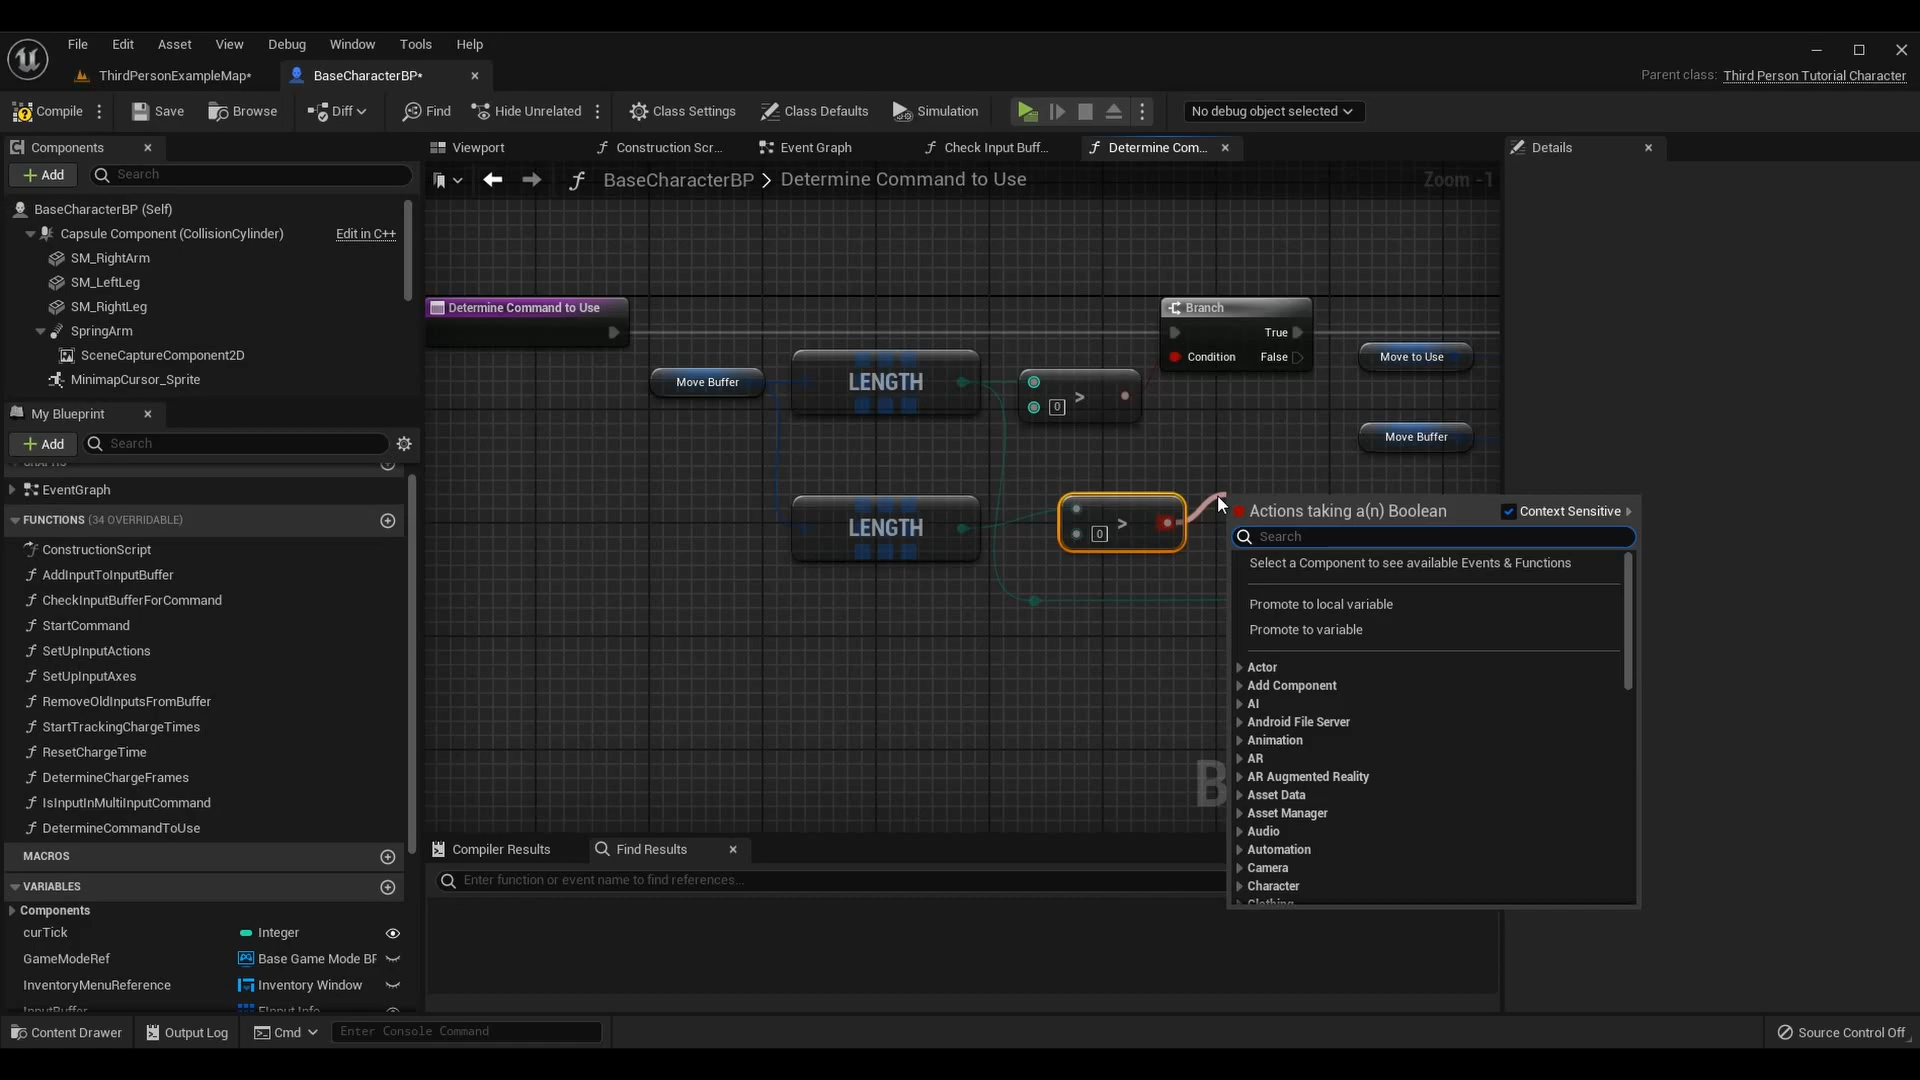 File Edit Asset View Debug Window Tools Help
ThirdPersonExampleMap*
BaseCharacterBP*
Parent class: Third Person Tutorial Character
Compile
Save
Browse
Diff
Find
Hide Unrelated
Class Settings
Class Defaults
Simulation
No debug object selected
Components
Viewport
Construction Scr...
Event Graph
Check Input Buff...
Determine Com...
Details
Add
Search
BaseCharacterBP > Determine Command to Use
Zoom -1
BaseCharacterBP (Self)
Capsule Component (CollisionCylinder) Edit in C++
SM_RightArm
SM_LeftLeg
SM_RightLeg
SpringArm
SceneCaptureComponent2D
MinimapCursor_Sprite
Determine Command to Use
Branch
True
Condition
False
Move Buffer
LENGTH
0
>
Move to Use
Move Buffer
LENGTH
0
>
Actions taking a(n) Boolean
Context Sensitive
Search
Select a Component to see available Events & Functions
Promote to local variable
Promote to variable
Actor
Add Component
AI
Android File Server
Animation
AR
AR Augmented Reality
Asset Data
Asset Manager
Audio
Automation
Camera
Character
My Blueprint
Add
Search
EventGraph
FUNCTIONS (34 OVERRIDABLE)
ConstructionScript
AddInputToInputBuffer
CheckInputBufferForCommand
StartCommand
SetUpInputActions
SetUpInputAxes
RemoveOldInputsFromBuffer
StartTrackingChargeTimes
ResetChargeTime
DetermineChargeFrames
IsInputInMultiInputCommand
DetermineCommandToUse
MACROS
VARIABLES
Components
curTick Integer
GameModeRef Base Game Mode BP
InventoryMenuReference Inventory Window
B
Compiler Results
Find Results
Enter function or event name to find references...
Content Drawer
Output Log
Cmd
Enter Console Command
Source Control Off